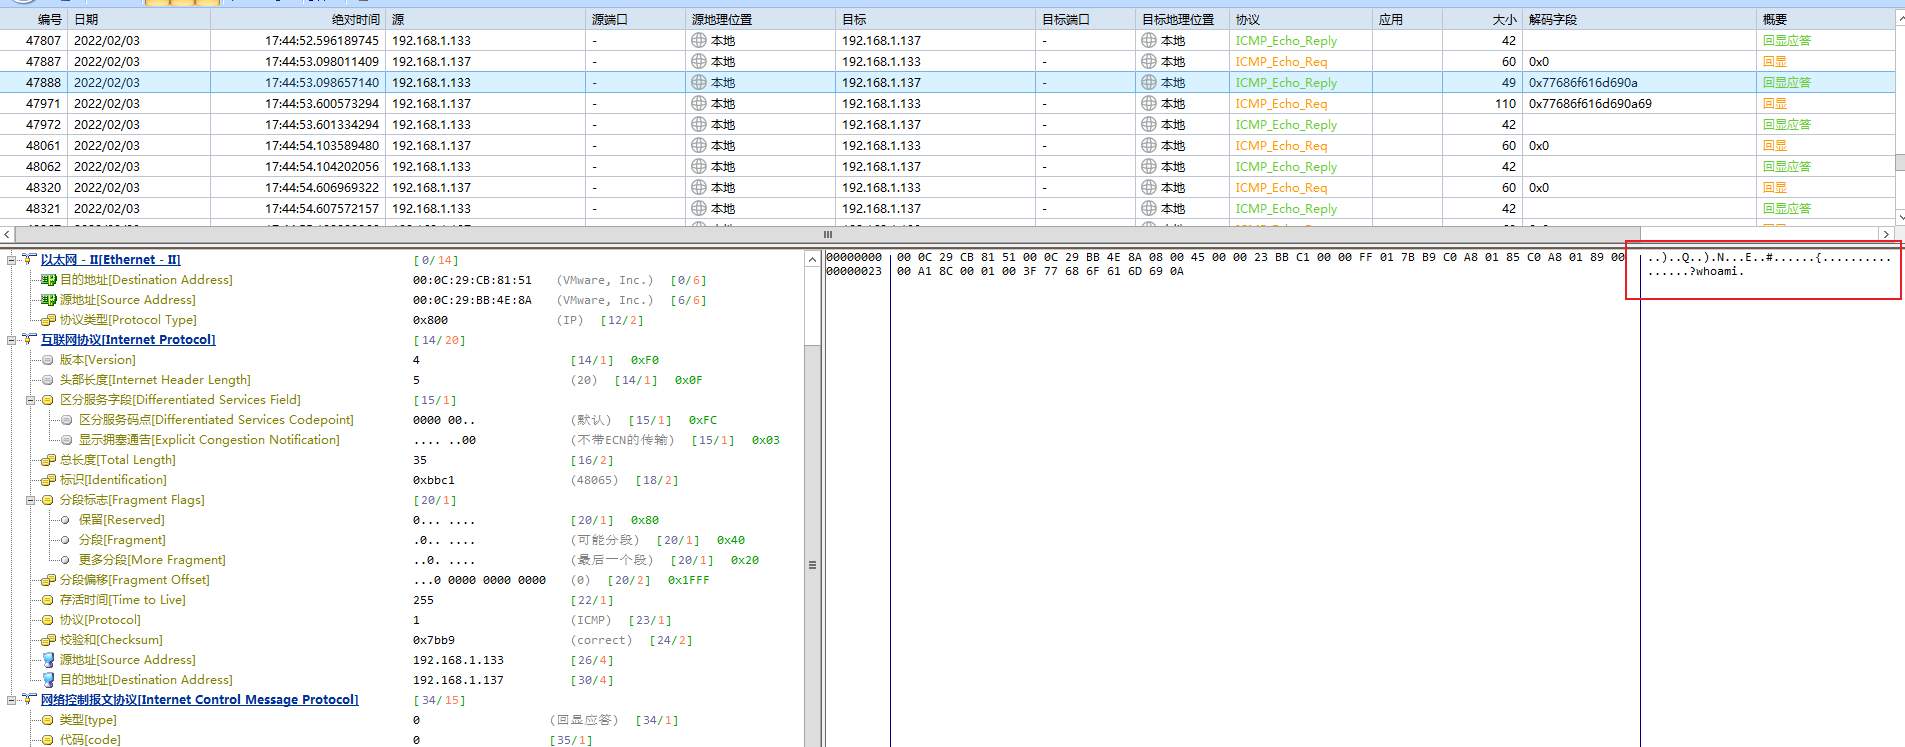 编号 日期 绝对时间 源 源端口 源地理位置 目标 目标端口 目标地理位置 协议 应用 大小 解码字段 概要
47807 2022/02/03 17:44:52.596189745 192.168.1.133 - 本地 192.168.1.137 - 本地 ICMP_Echo_Reply 42 回显应答
47887 2022/02/03 17:44:53.098011409 192.168.1.137 - 本地 192.168.1.133 - 本地 ICMP_Echo_Req 60 0x0 回显
47888 2022/02/03 17:44:53.098657140 192.168.1.133 - 本地 192.168.1.137 - 本地 ICMP_Echo_Reply 49 0x77686f616d690a 回显应答
47971 2022/02/03 17:44:53.600573294 192.168.1.137 - 本地 192.168.1.133 - 本地 ICMP_Echo_Req 110 0x77686f616d690a69 回显
47972 2022/02/03 17:44:53.601334294 192.168.1.133 - 本地 192.168.1.137 - 本地 ICMP_Echo_Reply 42 回显应答
48061 2022/02/03 17:44:54.103589480 192.168.1.137 - 本地 192.168.1.133 - 本地 ICMP_Echo_Req 60 0x0 回显
48062 2022/02/03 17:44:54.104202056 192.168.1.133 - 本地 192.168.1.137 - 本地 ICMP_Echo_Reply 42 回显应答
48320 2022/02/03 17:44:54.606969322 192.168.1.137 - 本地 192.168.1.133 - 本地 ICMP_Echo_Req 60 0x0 回显
48321 2022/02/03 17:44:54.607572157 192.168.1.133 - 本地 192.168.1.137 - 本地 ICMP_Echo_Reply 42 回显应答
以太网 - II[Ethernet - II] [0/14]
目的地址[Destination Address] 00:0C:29:CB:81:51 (VMware, Inc.) [0/6]
源地址[Source Address] 00:0C:29:BB:4E:8A (VMware, Inc.) [6/6]
协议类型[Protocol Type] 0x800 (IP) [12/2]
互联网协议[Internet Protocol] [14/20]
版本[Version] 4 [14/1] 0xF0
头部长度[Internet Header Length] 5 (20) [14/1] 0x0F
区分服务字段[Differentiated Services Field] [15/1]
区分服务码点[Differentiated Services Codepoint] 0000 00.. (默认) [15/1] 0xFC
显示拥塞通告[Explicit Congestion Notification] .... ..00 (不带ECN的传输) [15/1] 0x03
总长度[Total Length] 35 [16/2]
标识[Identification] 0xbbc1 (48065) [18/2]
分段标志[Fragment Flags] [20/1]
保留[Reserved] 0... .... [20/1] 0x80
分段[Fragment] .0.. .... (可能分段) [20/1] 0x40
更多分段[More Fragment] ..0. .... (最后一个段) [20/1] 0x20
分段偏移[Fragment Offset] ...0 0000 0000 0000 (0) [20/2] 0x1FFF
存活时间[Time to Live] 255 [22/1]
协议[Protocol] 1 (ICMP) [23/1]
校验和[Checksum] 0x7bb9 (correct) [24/2]
源地址[Source Address] 192.168.1.133 [26/4]
目的地址[Destination Address] 192.168.1.137 [30/4]
网络控制报文协议[Internet Control Message Protocol] [34/15]
类型[type] 0 (回显应答) [34/1]
代码[code] 0 [35/1]
00000000 00 0C 29 CB 81 51 00 0C 29 BB 4E 8A 08 00 45 00 00 23 BB C1 00 00 FF 01 7B B9 C0 A8 01 85 C0 A8 01 89 00 ..)..Q..).N...E..#......{..........
00000023 00 A1 8C 00 01 00 3F 77 68 6F 61 6D 69 0A ......?whoami.